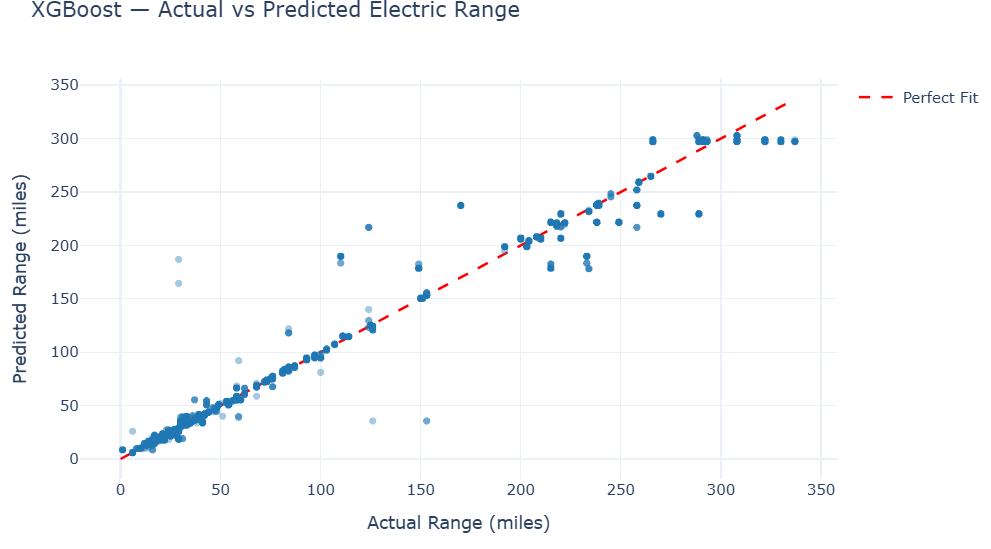 XGBoost — Actual vs Predicted Electric Range
Perfect Fit
Predicted Range (miles)
350
300
250
200
150
100
50
0
0 50 100 150 200 250 300 350
Actual Range (miles)